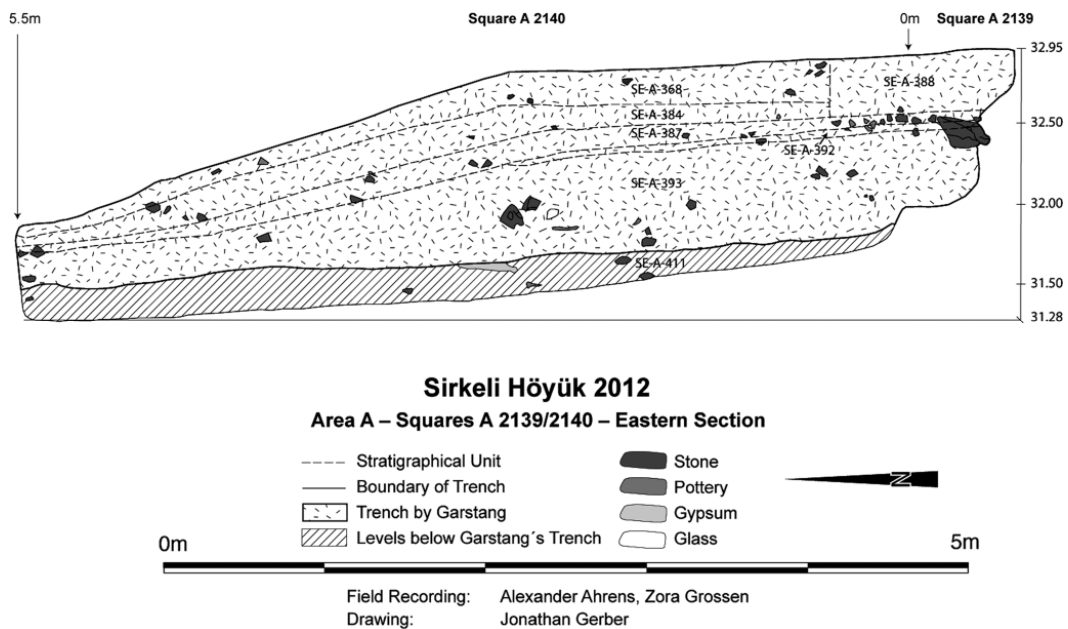 5.5m
Square A 2140
0m
Square A 2139
32.95
SE-A-368
SE-A-388
SE-A-384
32.50
SE-A-387
SE-A-392
SE-A-393
32.00
SE-A-411
31.50
31.28
Sirkeli Höyük 2012
Area A – Squares A 2139/2140 – Eastern Section
Stratigraphical Unit
Boundary of Trench
Trench by Garstang
Levels below Garstang´s Trench
Stone
Pottery
Gypsum
Glass
N
0m
5m
Field Recording: Alexander Ahrens, Zora Grossen
Drawing: Jonathan Gerber